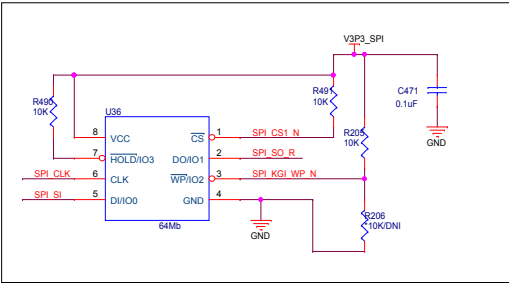 V3P3_SPI
R490
10K
R491
10K
C471
0.1uF
U36
R205
10K
GND
8 VCC CS 1 SPI_CS1_N
7 HOLD/IO3 DO/IO1 2 SPI_SO_R
SPI_CLK 6 CLK WP/IO2 3 SPI_KGI_WP_N
SPI_SI 5 DI/IO0 GND 4
64Mb
GND
R206
*10K/DNI